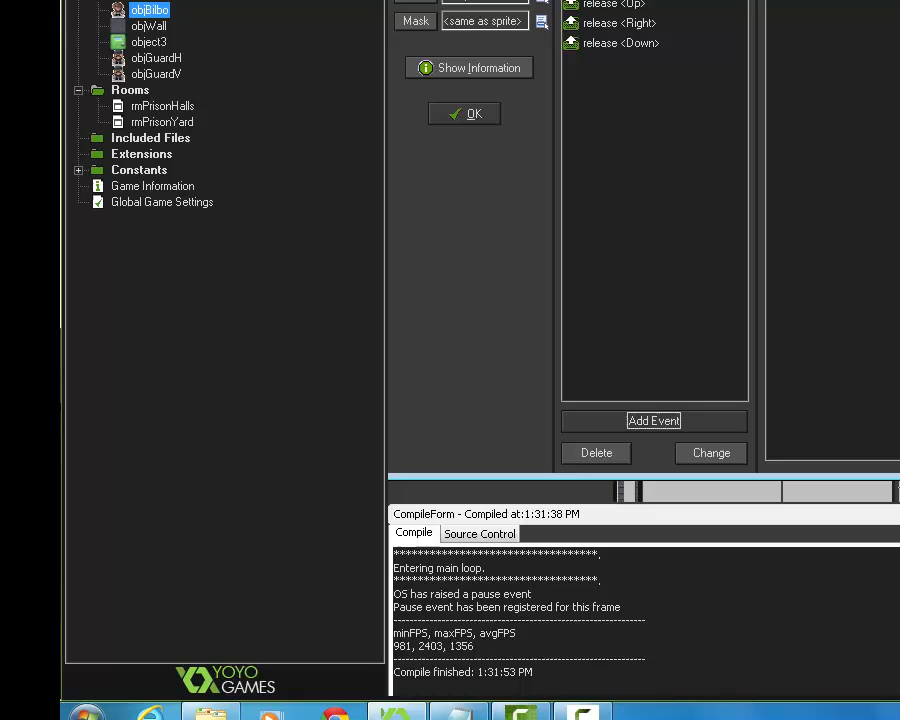 objBilbo
objWall
object3
objGuardH
objGuardV
Rooms
rmPrisonHalls
rmPrisonYard
Included Files
Extensions
Constants
Game Information
Global Game Settings
YOYO
GAMES
Mask
<same as sprite>
Show Information
OK
release <Up>
release <Right>
release <Down>
Add Event
Delete
Change
CompileForm - Compiled at:1:31:38 PM
Compile
Source Control
***********************************.
Entering main loop.
***********************************.
OS has raised a pause event
Pause event has been registered for this frame
---------------------------------------------------------------
minFPS, maxFPS, avgFPS
981, 2403, 1356
---------------------------------------------------------------
Compile finished: 1:31:53 PM